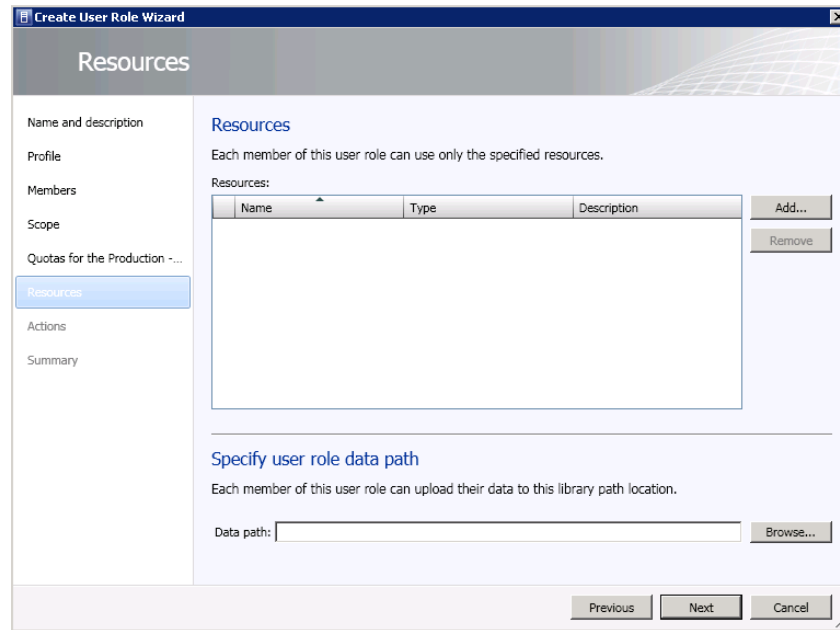 Create User Role Wizard
Resources
Name and description
Profile
Members
Scope
Quotas for the Production -...
Resources
Actions
Summary
Resources
Each member of this user role can use only the specified resources.
Resources:
Name Type Description
Add...
Remove
Specify user role data path
Each member of this user role can upload their data to this library path location.
Data path:
Browse...
Previous Next Cancel